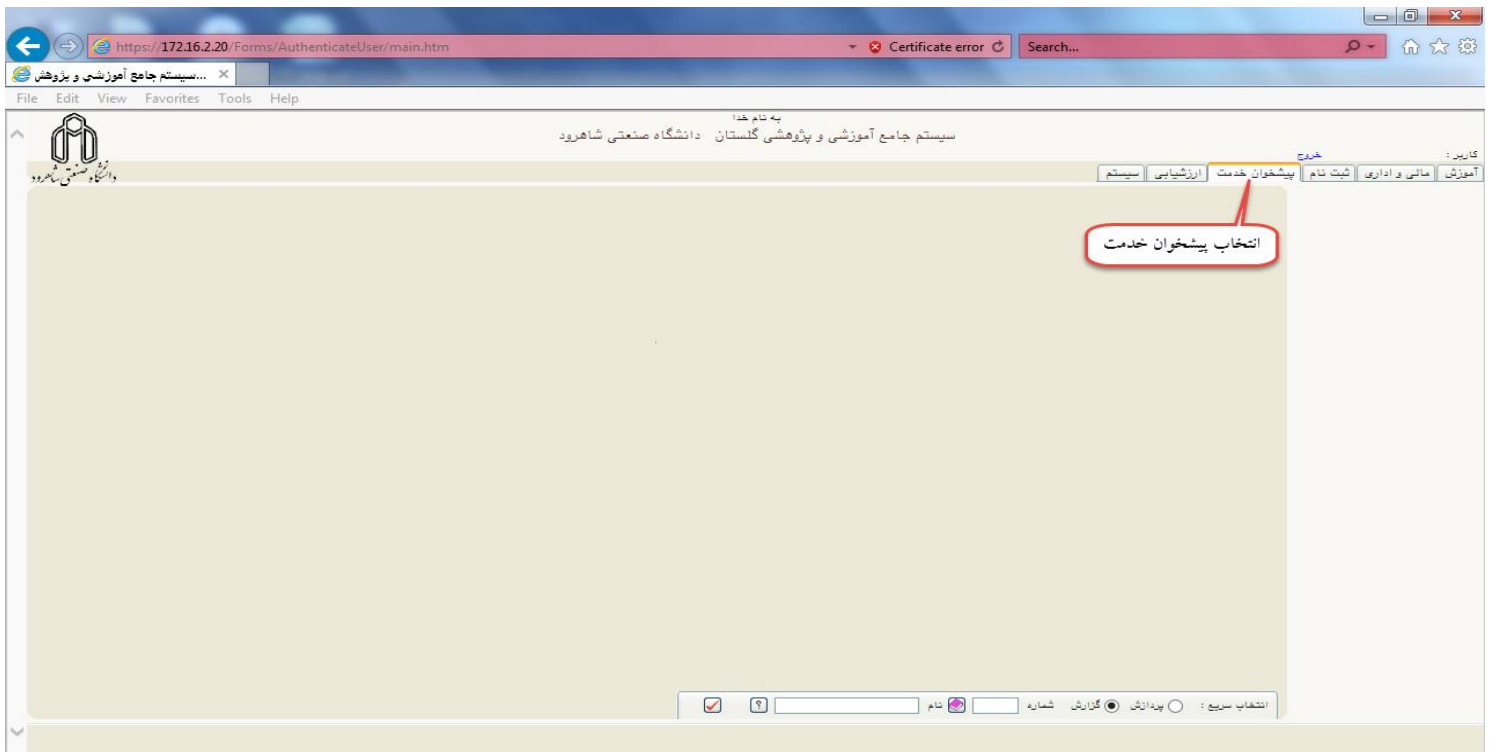 https://172.16.2.20/Forms/AuthenticateUser/main.htm
Certificate error
Search...
سیستم جامع آموزشي و پژوهش...
File Edit View Favorites Tools Help
به نام خدا
سیستم جامع آموزشی و پژوهشی گلستان دانشگاه صنعتی شاهرود
دانشگاه صنعتی شاهرود
کاربر : خروج
آموزش مالی و اداری ثبت نام پیشخوان خدمت ارزشیابی سیستم
انتخاب پیشخوان خدمت
انتخاب سریع : پردازش گزارش شماره نام ؟